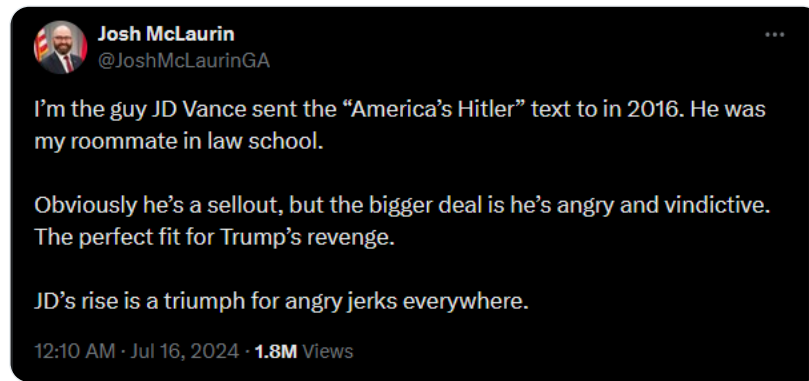 Josh McLaurin
@JoshMcLaurinGA
I’m the guy JD Vance sent the “America’s Hitler” text to in 2016. He was
my roommate in law school.
Obviously he’s a sellout, but the bigger deal is he’s angry and vindictive.
The perfect fit for Trump’s revenge.
JD’s rise is a triumph for angry jerks everywhere.
12:10 AM · Jul 16, 2024 · 1.8M Views